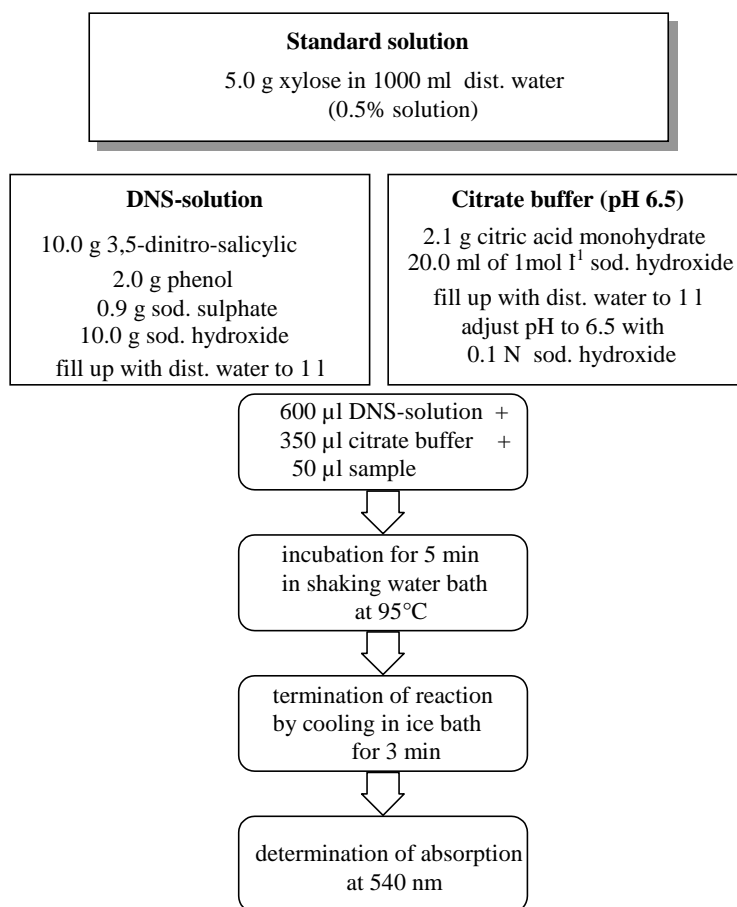 Standard solution
5.0 g xylose in 1000 ml dist. water
(0.5% solution)
DNS-solution
10.0 g 3,5-dinitro-salicylic
2.0 g phenol
0.9 g sod. sulphate
10.0 g sod. hydroxide
fill up with dist. water to 1 l
Citrate buffer (pH 6.5)
2.1 g citric acid monohydrate
20.0 ml of 1mol l¹ sod. hydroxide
fill up with dist. water to 1 l
adjust pH to 6.5 with
0.1 N sod. hydroxide
600 µl DNS-solution +
350 µl citrate buffer +
50 µl sample
incubation for 5 min
in shaking water bath
at 95°C
termination of reaction
by cooling in ice bath
for 3 min
determination of absorption
at 540 nm